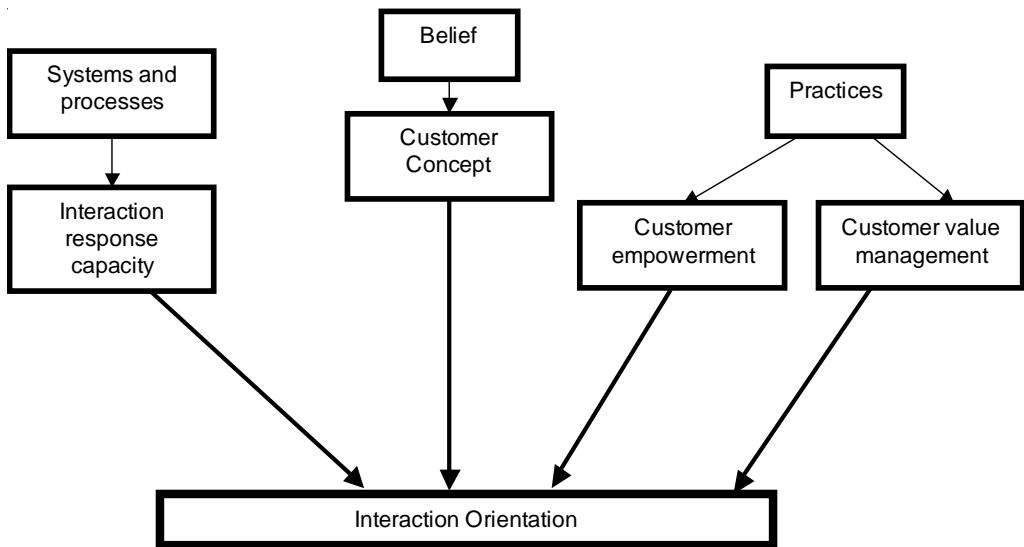 Belief
Systems and
processes
Practices
Customer
Concept
Interaction
response
capacity
Customer
empowerment
Customer value
management
Interaction Orientation